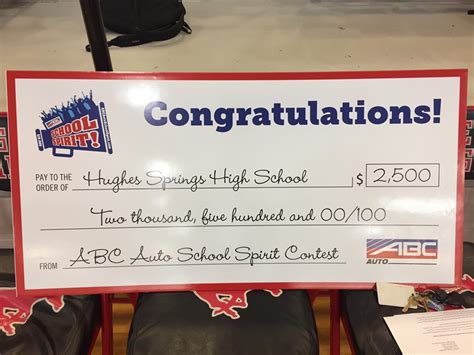 SCHOOL
SPIRIT!
Congratulations!
PAY TO THE
ORDER OF Hughes Springs High School $ 2,500
Two thousand, five hundred and 00/100
FROM ABC Auto School Spirit Contest
ABC
AUTO